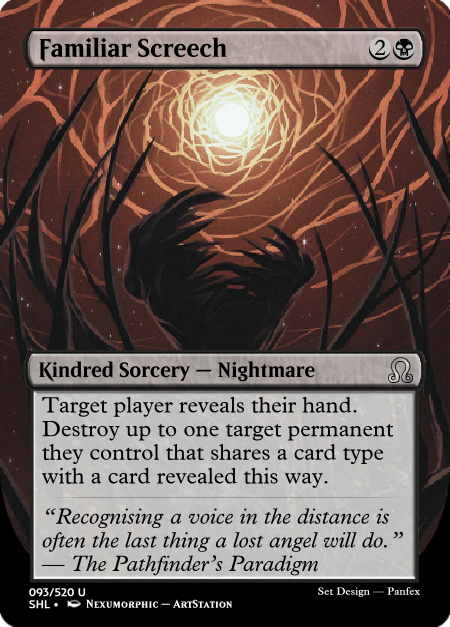 Familiar Screech 2
Kindred Sorcery — Nightmare
Target player reveals their hand.
Destroy up to one target permanent
they control that shares a card type
with a card revealed this way.
“Recognising a voice in the distance is
often the last thing a lost angel will do.”
— The Pathfinder’s Paradigm
093/520 U
Set Design — Panfex
SHL • Nexumorphic — ArtStation